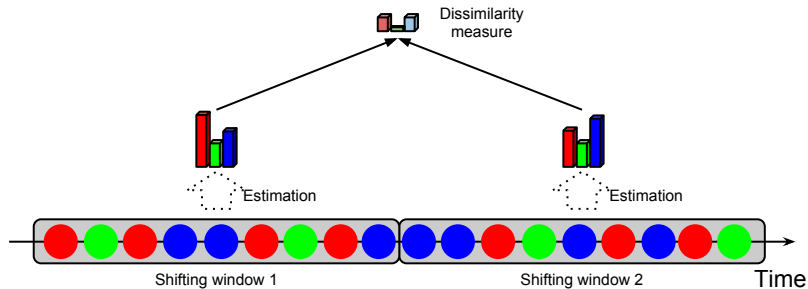 Dissimilarity
measure
Estimation
Estimation
Shifting window 1
Shifting window 2
Time